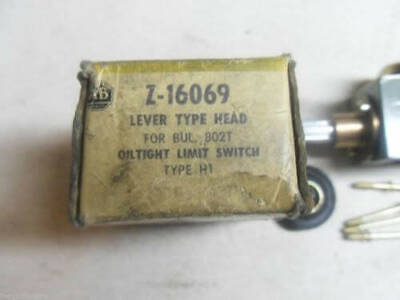 Z-16069
LEVER TYPE HEAD
FOR BUL. 802T
OILTIGHT LIMIT SWITCH
TYPE H1